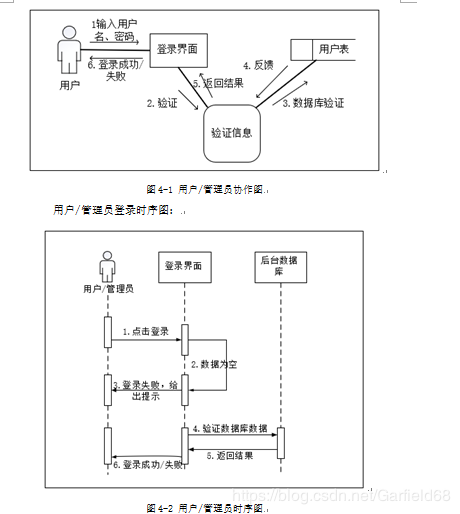 1输入用户
名、密码
6.登录成功/
失败
用户
登录界面
5.返回结果
2.验证
验证信息
4.反馈
3.数据库验证
用户表
图4-1 用户/管理员协作图.
用户/管理员登录时序图:
用户/管理员
登录界面
后台数据
库
1.点击登录
2.数据为空
3.登录失败，给
出提示
4.验证数据库数据
5.返回结果
6.登录成功/失败
图4-2 用户/管理员时序图.
https://blog.csdn.net/Garfield68